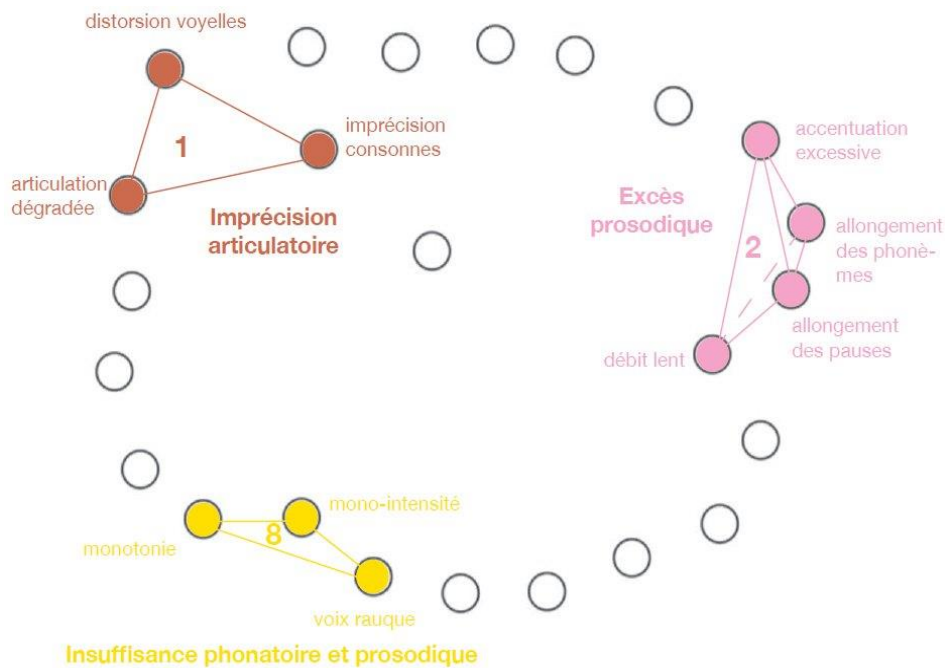 distorsion voyelles
1
imprécision
consonnes
articulation
dégradée
Imprécision
articulatoire
accentuation
excessive
Excès
prosodique
2
allongement
des phonè-
mes
allongement
des pauses
débit lent
mono-intensité
8
monotonie
voix rauque
Insuffisance phonatoire et prosodique